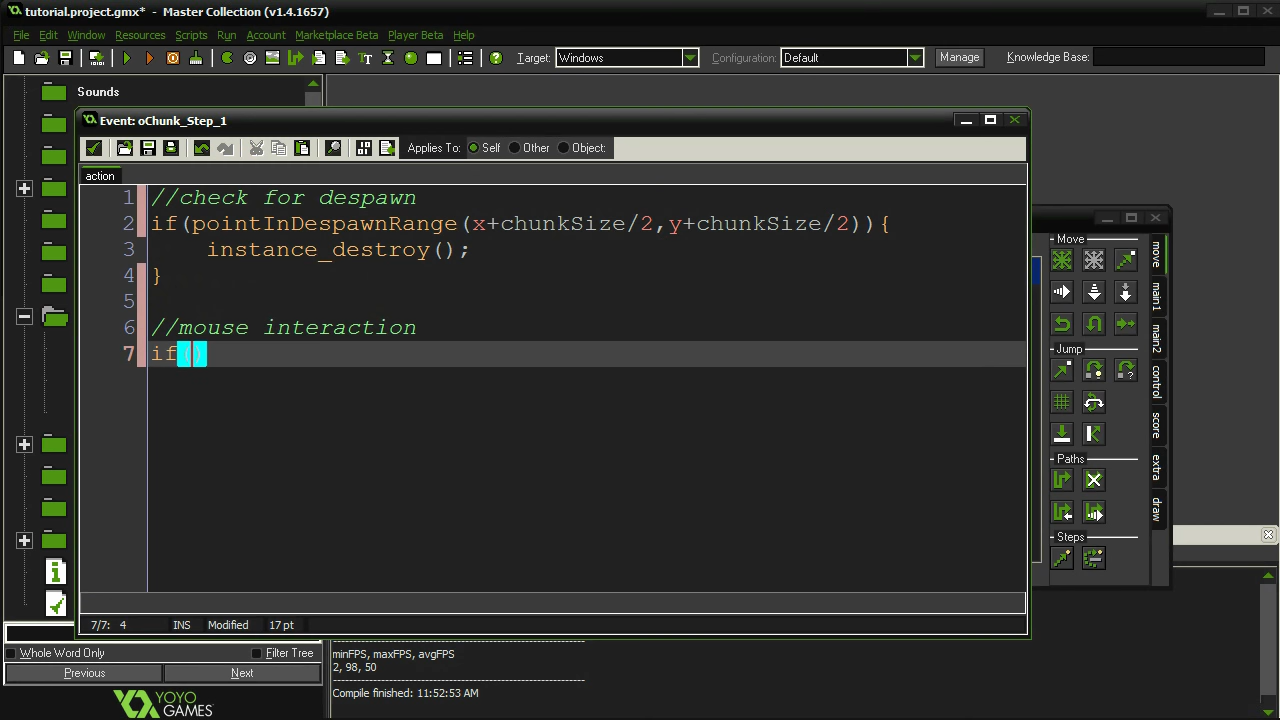 tutorial.project.gmx* - Master Collection (v1.4.1657)
File Edit Window Resources Scripts Run Account Marketplace Beta Player Beta Help
Target: Windows Configuration: Default Manage Knowledge Base:
Sounds
Event: oChunk_Step_1
Applies To: Self Other Object:
action
1 //check for despawn
2 if(pointInDespawnRange(x+chunkSize/2,y+chunkSize/2)){
3 instance_destroy();
4 }
5
6 //mouse interaction
7 if()
7/7: 4 INS Modified 17 pt
Move
Jump
Paths
Steps
move
main1
main2
control
score
extra
draw
Whole Word Only Filter Tree
Previous Next
YOYO
GAMES
minFPS, maxFPS, avgFPS
2, 98, 50
Compile finished: 11:52:53 AM